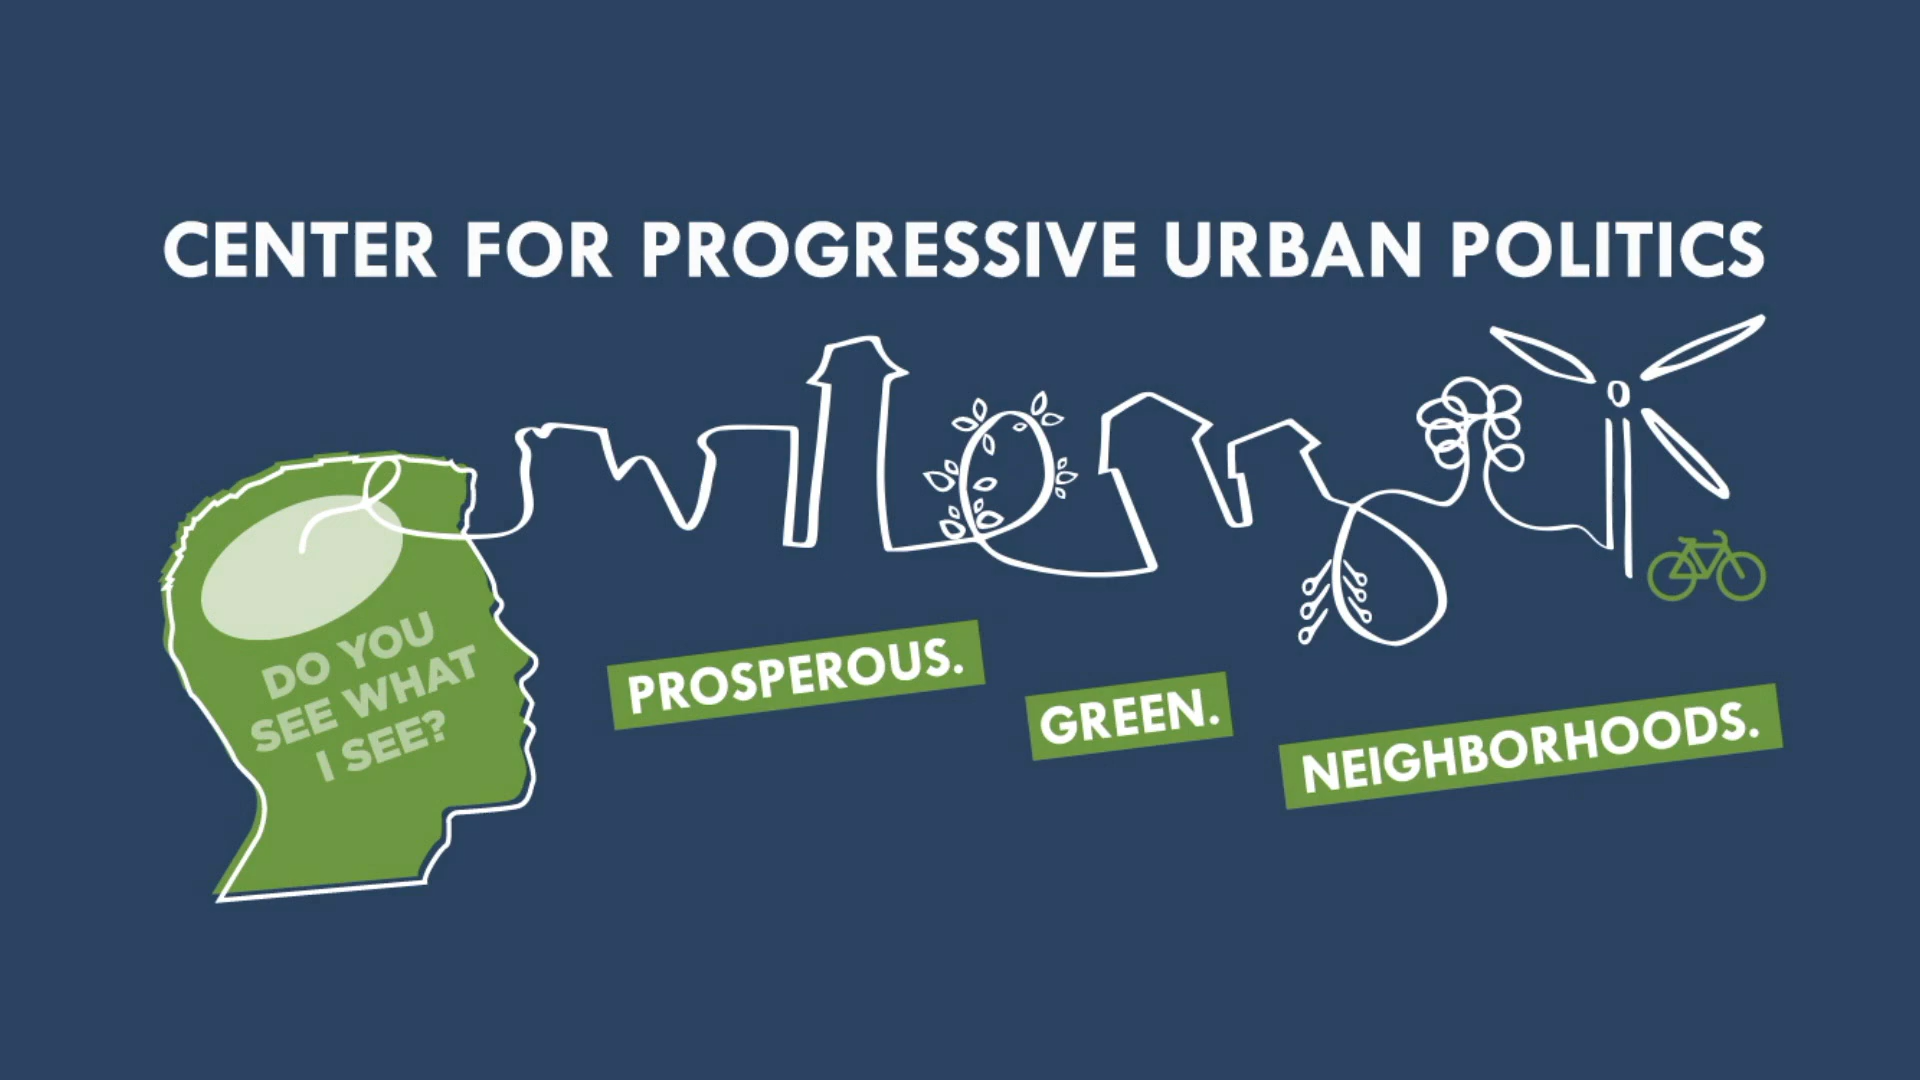 CENTER FOR PROGRESSIVE URBAN POLITICS
DO YOU
SEE WHAT
I SEE?
PROSPEROUS.
GREEN.
NEIGHBORHOODS.